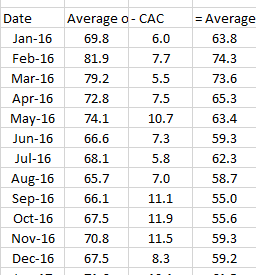 Date Average o - CAC = Average
Jan-16 69.8 6.0 63.8
Feb-16 81.9 7.7 74.3
Mar-16 79.2 5.5 73.6
Apr-16 72.8 7.5 65.3
May-16 74.1 10.7 63.4
Jun-16 66.6 7.3 59.3
Jul-16 68.1 5.8 62.3
Aug-16 65.7 7.0 58.7
Sep-16 66.1 11.1 55.0
Oct-16 67.5 11.9 55.6
Nov-16 70.8 11.5 59.3
Dec-16 67.5 8.3 59.2